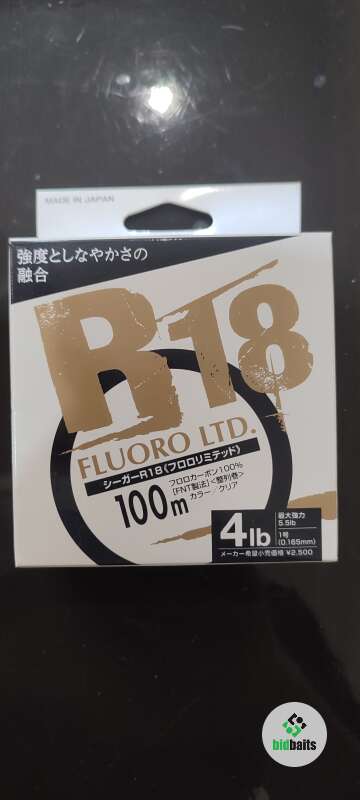 MADE IN JAPAN
強度としなやかさの
融合
R18
FLUORO LTD.
シーガーR18(フロロリミテッド)
100m
フロロカーボン100%
[FNT製法]<整列巻>
カラー/クリア
4lb
最大強力
5.5lb
1号
(0.165mm)
メーカー希望小売価格 ¥2,500
bidbaits